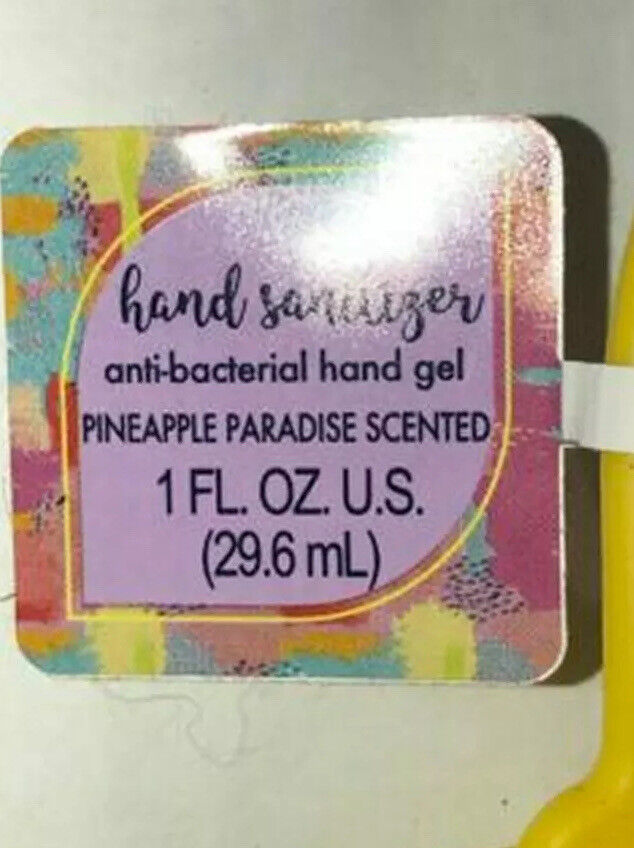 hand sanitizer
anti-bacterial hand gel
PINEAPPLE PARADISE SCENTED
1 FL. OZ. U.S.
(29.6 mL)